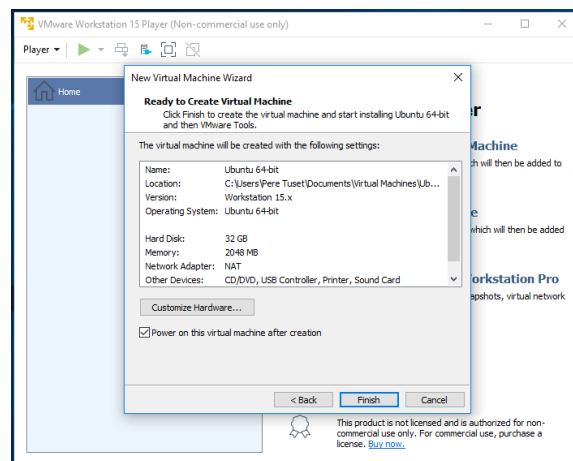 VMware Workstation 15 Player (Non-commercial use only)
Player
Home
New Virtual Machine Wizard
Ready to Create Virtual Machine
Click Finish to create the virtual machine and start installing Ubuntu 64-bit
and then VMware Tools.
The virtual machine will be created with the following settings:
Name: Ubuntu 64-bit
Location: C:\Users\Pere Tuset\Documents\Virtual Machines\Ub...
Version: Workstation 15.x
Operating System: Ubuntu 64-bit
Hard Disk: 32 GB
Memory: 2048 MB
Network Adapter: NAT
Other Devices: CD/DVD, USB Controller, Printer, Sound Card
Customize Hardware...
Power on this virtual machine after creation
< Back Finish Cancel
er
Machine
ch will then be added to
e
which will then be added
orkstation Pro
apshots, virtual network
This product is not licensed and is authorized for non-
commercial use only. For commercial use, purchase a
license. Buy now.